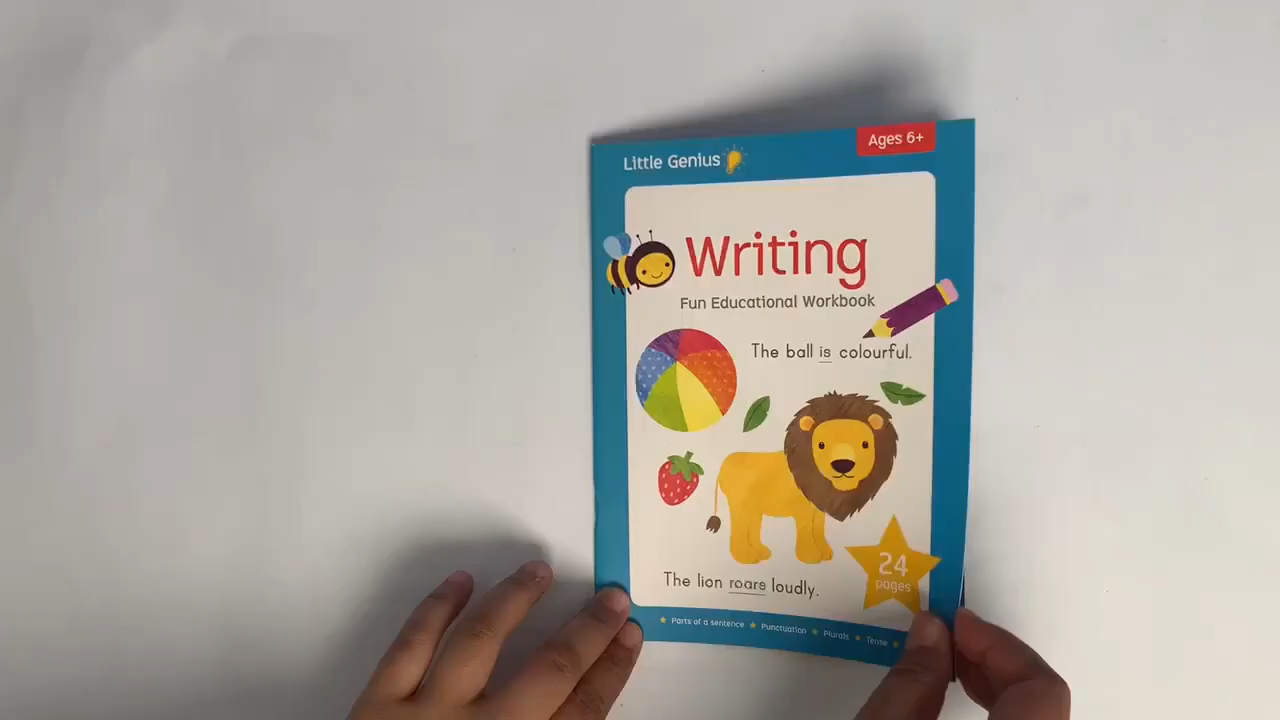 Little Genius
Ages 6+
Writing
Fun Educational Workbook
The ball is colourful.
The lion roars loudly.
24
pages
Parts of a sentence ★ Punctuation ★ Plurals ★ Tense